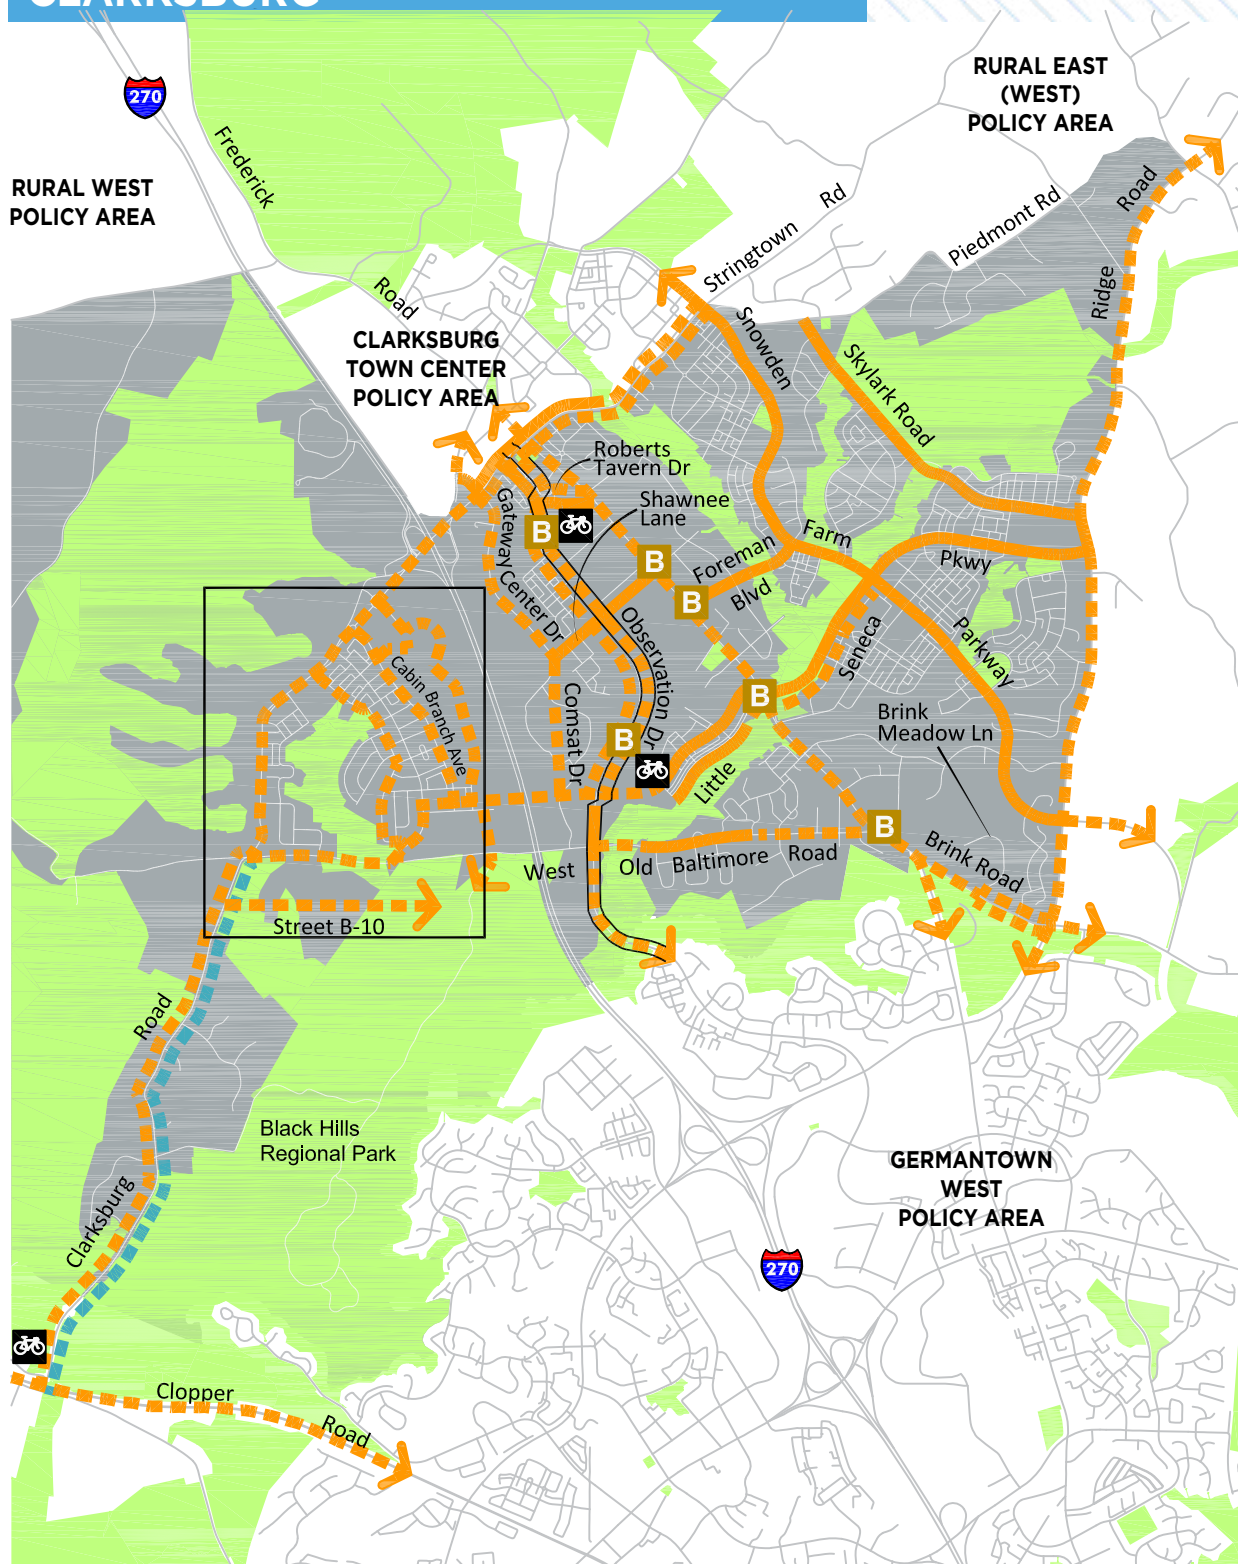 CLARKSBURG
270
Frederick
Road
RURAL WEST
POLICY AREA
RURAL EAST
(WEST)
POLICY AREA
Stringtown
Rd
Piedmont Rd
Road
Ridge
CLARKSBURG
TOWN CENTER
POLICY AREA
Snowden
Skylark Road
Roberts
Tavern Dr
Shawnee
Lane
Gateway Center Dr
B
B
B
Foreman
Blvd
Farm
Pkwy
Parkway
Seneca
Observation Dr
Comsat Dr
Cabin Branch Ave
B
B
Little
Brink
Meadow Ln
B
Brink Road
West
Old
Baltimore
Road
Street B-10
Road
Clarksburg
Black Hills
Regional Park
GERMANTOWN
WEST
POLICY AREA
270
Clopper
Road